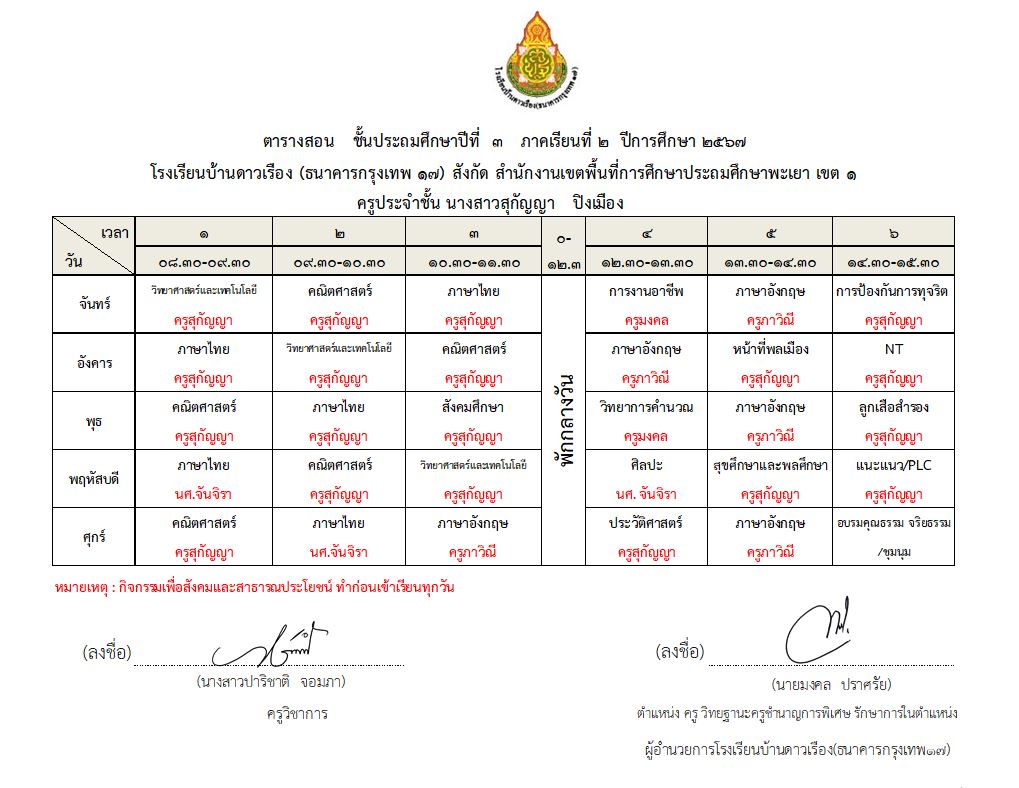 โรงเรียนบ้านดาวเรือง(ธนาคารกรุงเทพ ๑๗)
ตารางสอน ชั้นประถมศึกษาปีที่ ๓ ภาคเรียนที่ ๒ ปีการศึกษา ๒๕๖๗
โรงเรียนบ้านดาวเรือง (ธนาคารกรุงเทพ ๑๗) สังกัด สำนักงานเขตพื้นที่การศึกษาประถมศึกษาพะเยา เขต ๑
ครูประจำชั้น นางสาวสุกัญญา ปิงเมือง
เวลา ๑ ๒ ๓ ๐- ๔ ๕ ๖
วัน ๐๘.๓๐-๐๙.๓๐ ๐๙.๓๐-๑๐.๓๐ ๑๐.๓๐-๑๑.๓๐ ๑๒.๓ ๑๒.๓๐-๑๓.๓๐ ๑๓.๓๐-๑๔.๓๐ ๑๔.๓๐-๑๕.๓๐
จันทร์ วิทยาศาสตร์และเทคโนโลยี คณิตศาสตร์ ภาษาไทย การงานอาชีพ ภาษาอังกฤษ การป้องกันการทุจริต
ครูสุกัญญา ครูสุกัญญา ครูสุกัญญา ครูมงคล ครูภาวิณี ครูสุกัญญา
อังคาร ภาษาไทย วิทยาศาสตร์และเทคโนโลยี คณิตศาสตร์ ภาษาอังกฤษ หน้าที่พลเมือง NT
ครูสุกัญญา ครูสุกัญญา ครูสุกัญญา ครูภาวิณี ครูสุกัญญา ครูสุกัญญา
พักกลางวัน
พุธ คณิตศาสตร์ ภาษาไทย สังคมศึกษา วิทยาการคำนวณ ภาษาอังกฤษ ลูกเสือสำรอง
ครูสุกัญญา ครูสุกัญญา ครูสุกัญญา ครูมงคล ครูภาวิณี ครูสุกัญญา
พฤหัสบดี ภาษาไทย คณิตศาสตร์ วิทยาศาสตร์และเทคโนโลยี ศิลปะ สุขศึกษาและพลศึกษา แนะแนว/PLC
นศ.จันจิรา ครูสุกัญญา ครูสุกัญญา นศ. จันจิรา ครูสุกัญญา ครูสุกัญญา
ศุกร์ คณิตศาสตร์ ภาษาไทย ภาษาอังกฤษ ประวัติศาสตร์ ภาษาอังกฤษ อบรมคุณธรรม จริยธรรม
ครูสุกัญญา นศ.จันจิรา ครูภาวิณี ครูสุกัญญา ครูภาวิณี /ชุมนุม
หมายเหตุ : กิจกรรมเพื่อสังคมและสาธารณประโยชน์ ทำก่อนเข้าเรียนทุกวัน
(ลงชื่อ) (ลงชื่อ)
(นางสาวปาริชาติ จอมภา) (นายมงคล ปราศรัย)
ครูวิชาการ ตำแหน่ง ครู วิทยฐานะครูชำนาญการพิเศษ รักษาการในตำแหน่ง
ผู้อำนวยการโรงเรียนบ้านดาวเรือง(ธนาคารกรุงเทพ๑๗)